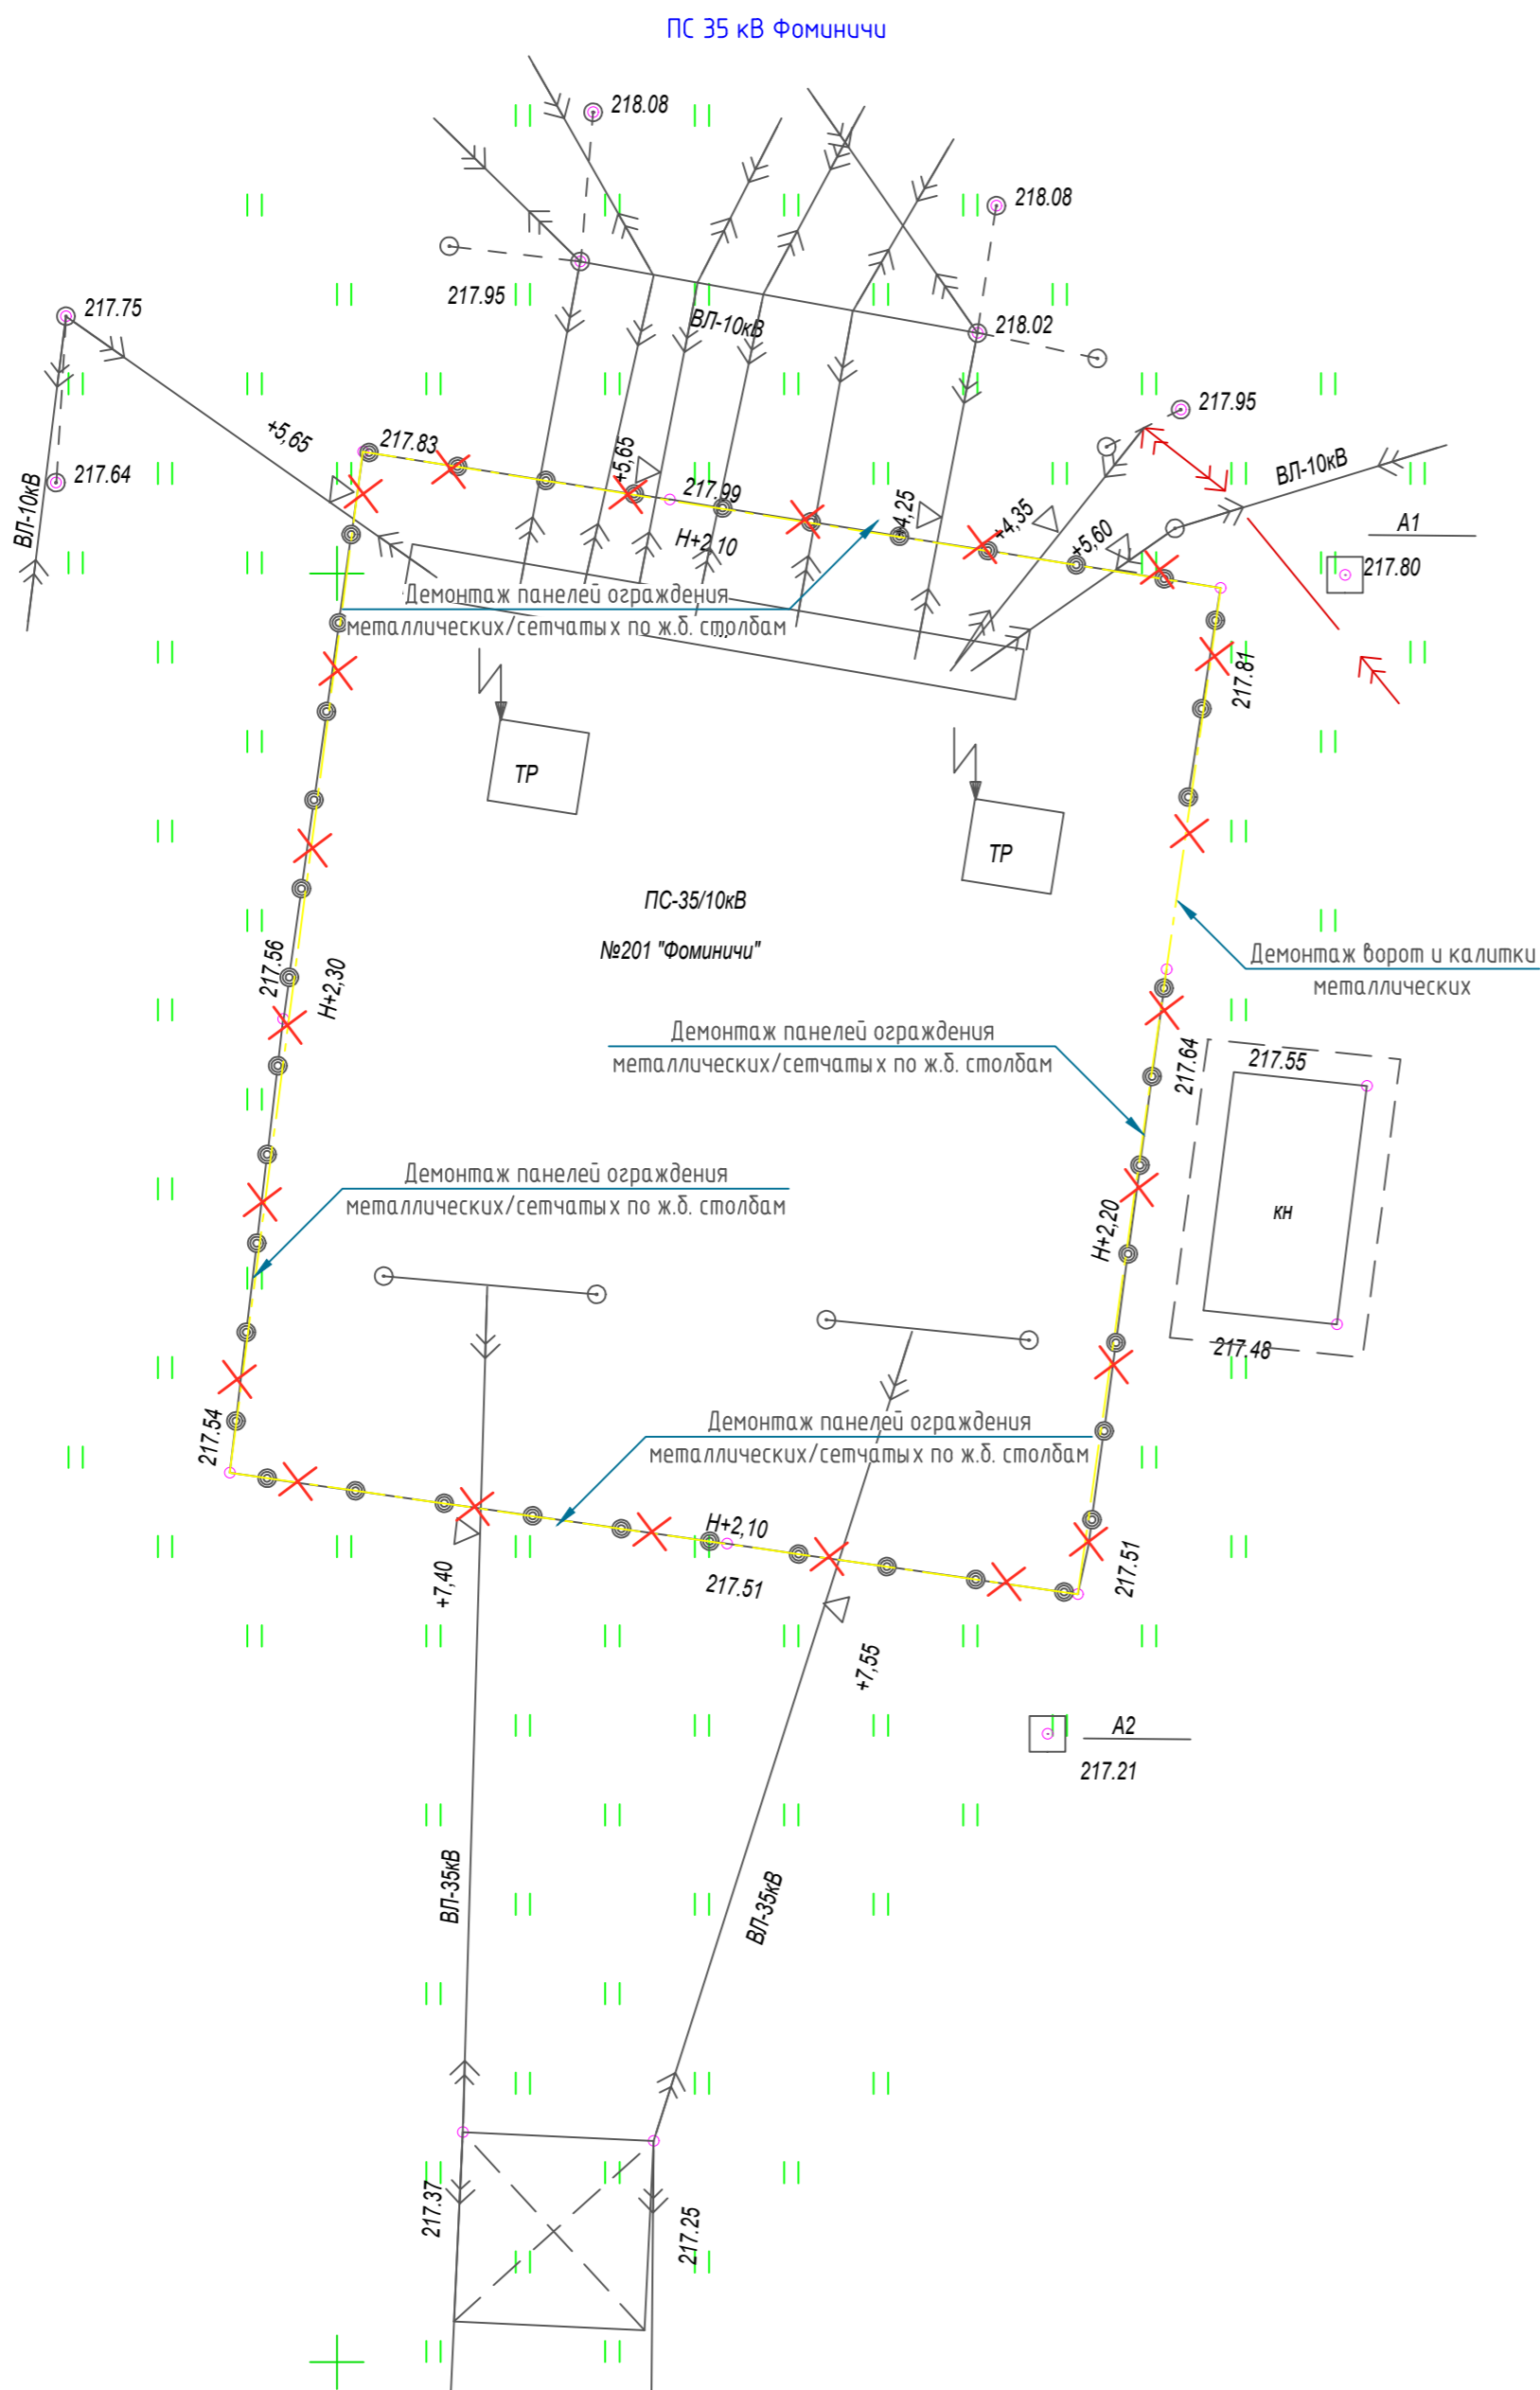 ПС 35 кВ Фоминичи
218.08
218.08
217.95
ВЛ-10кВ
218.02
217.75
217.95
+5,65
217.83
+5,65
217.64
ВЛ-10кВ
ВЛ-10кВ
217.99
+4,25
+4,35
+5,60
Н+2,10
А1
217.80
Демонтаж панелей ограждения
металлических/сетчатых по ж.б. столбам
217.81
ТР
ТР
ПС-35/10кВ
№201 "Фоминичи"
217.56
Н+2,30
Демонтаж ворот и калитки
металлических
Демонтаж панелей ограждения
металлических/сетчатых по ж.б. столбам
217.64
217.55
Демонтаж панелей ограждения
металлических/сетчатых по ж.б. столбам
Н+2,20
кн
217.48
217.54
Демонтаж панелей ограждения
металлических/сетчатых по ж.б. столбам
Н+2,10
217.51
217.51
+7,40
+7,55
А2
217.21
ВЛ-35кВ
ВЛ-35кВ
217.37
217.25